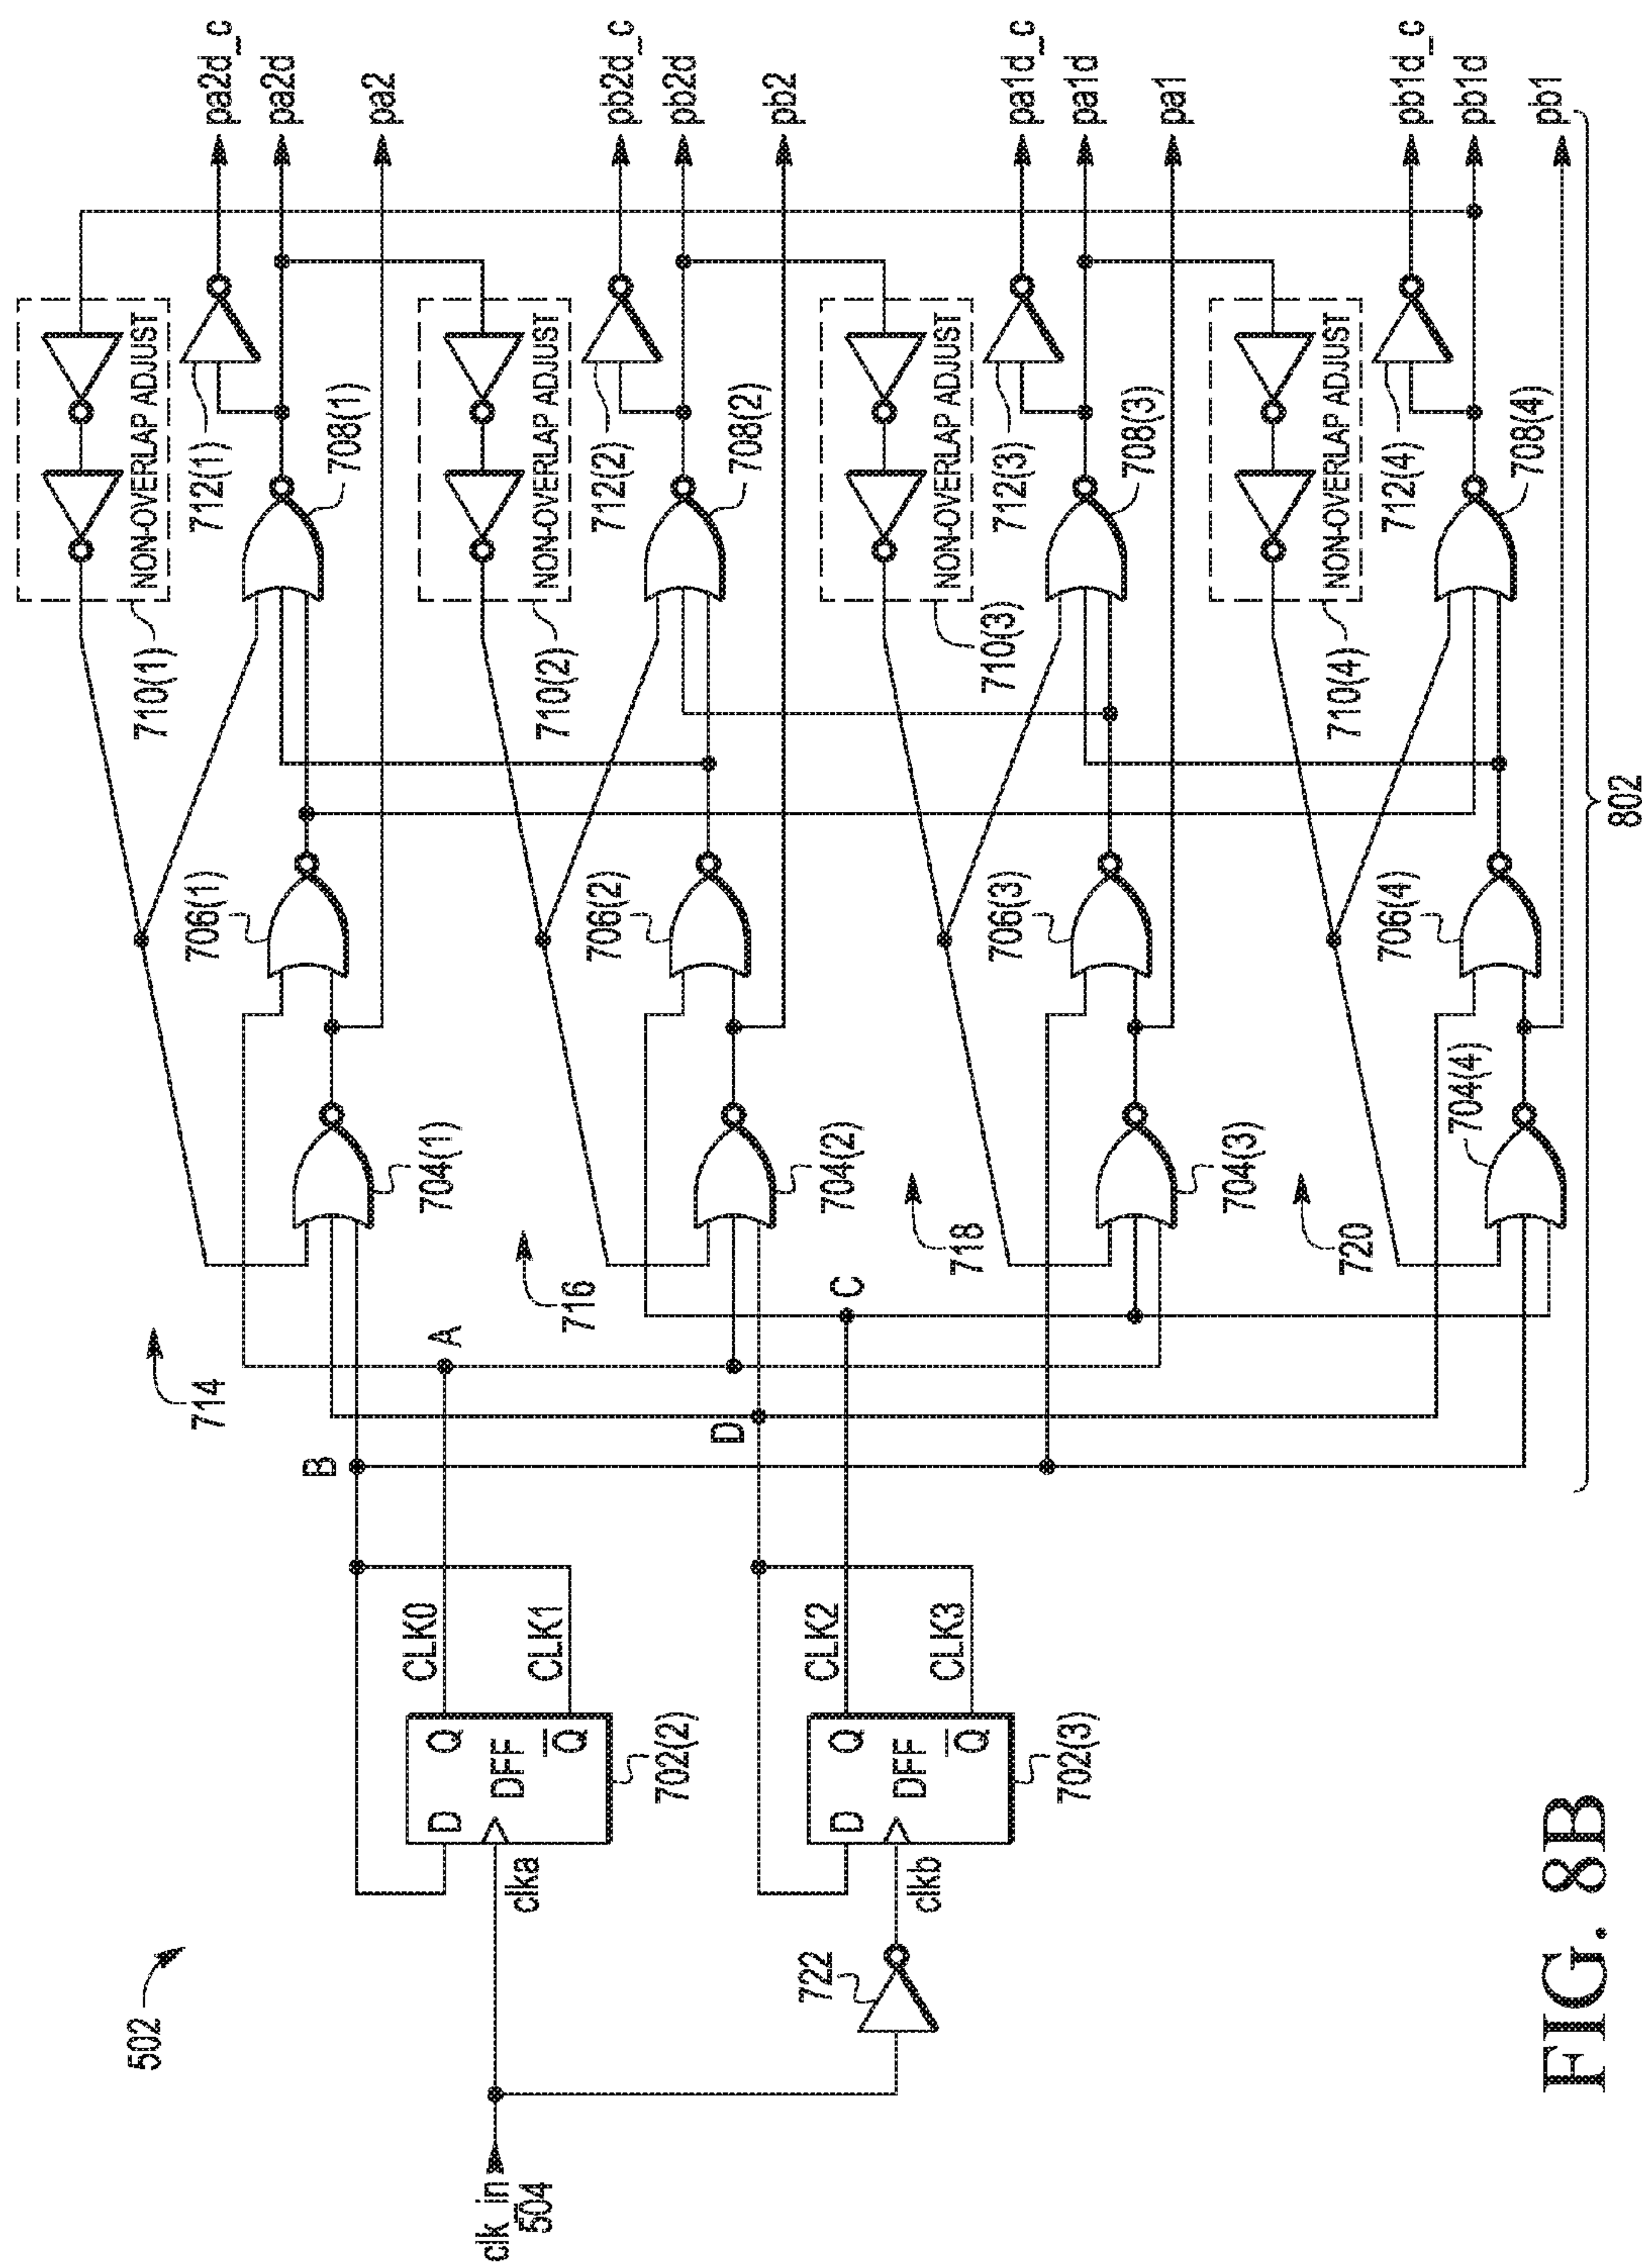 502
clk_in
504
722
clka
clkb
D
Q
DFF
Q
702(2)
D
Q
DFF
Q
702(3)
CLK0
CLK1
CLK2
CLK3
B
D
A
C
714
716
718
720
704(1)
704(2)
704(3)
704(4)
706(1)
706(2)
706(3)
706(4)
710(1)
710(2)
710(3)
710(4)
NON-OVERLAP ADJUST
NON-OVERLAP ADJUST
NON-OVERLAP ADJUST
NON-OVERLAP ADJUST
708(1)
708(2)
708(3)
708(4)
712(1)
712(2)
712(3)
712(4)
pa2d_c
pa2d
pa2
pb2d_c
pb2d
pb2
pa1d_c
pa1d
pa1
pb1d_c
pb1d
pb1
802
FIG. 8B